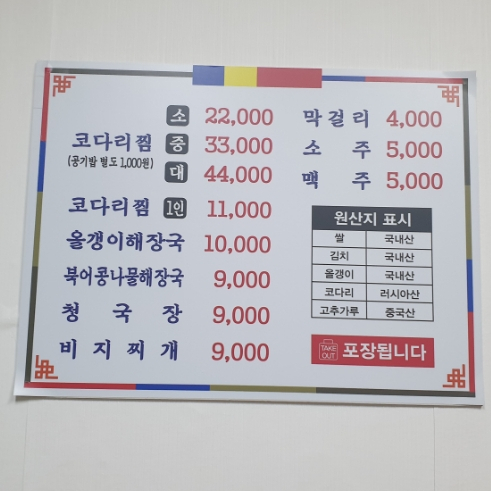 소 22,000
코다리찜 중 33,000
(공기밥 별도 1,000원)
대 44,000
코다리찜 1인 11,000
올갱이해장국 10,000
북어콩나물해장국 9,000
청국장 9,000
비지찌개 9,000
막걸리 4,000
소주 5,000
맥주 5,000
원산지 표시
쌀 국내산
김치 국내산
올갱이 국내산
코다리 러시아산
고추가루 중국산
TAKE OUT 포장됩니다